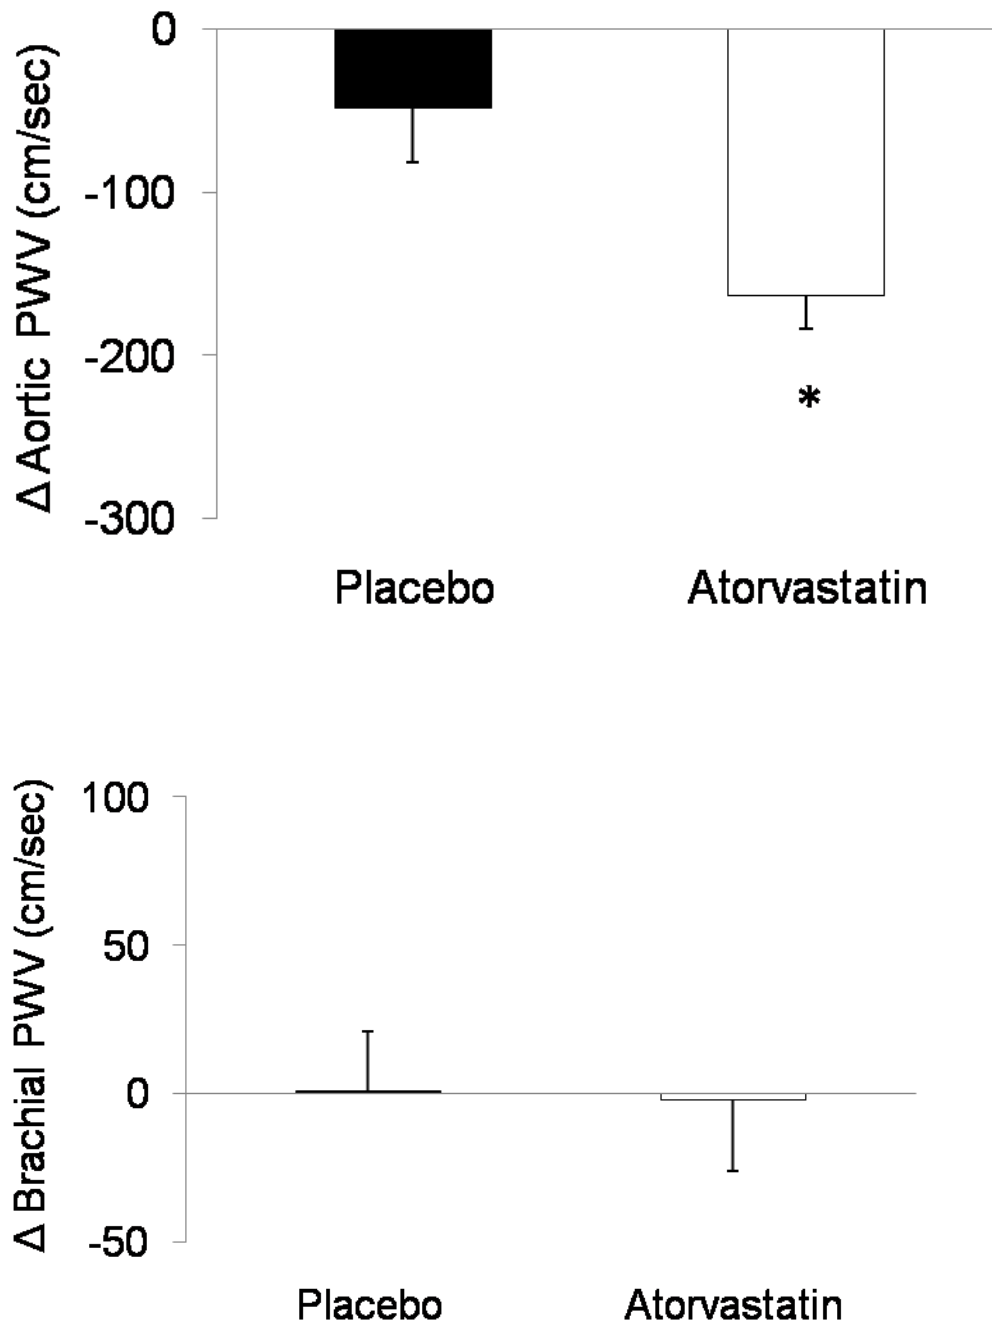 Δ Aortic PWV (cm/sec)
0
-100
-200
*
-300
Placebo Atorvastatin
Δ Brachial PWV (cm/sec)
100
50
0
-50
Placebo Atorvastatin